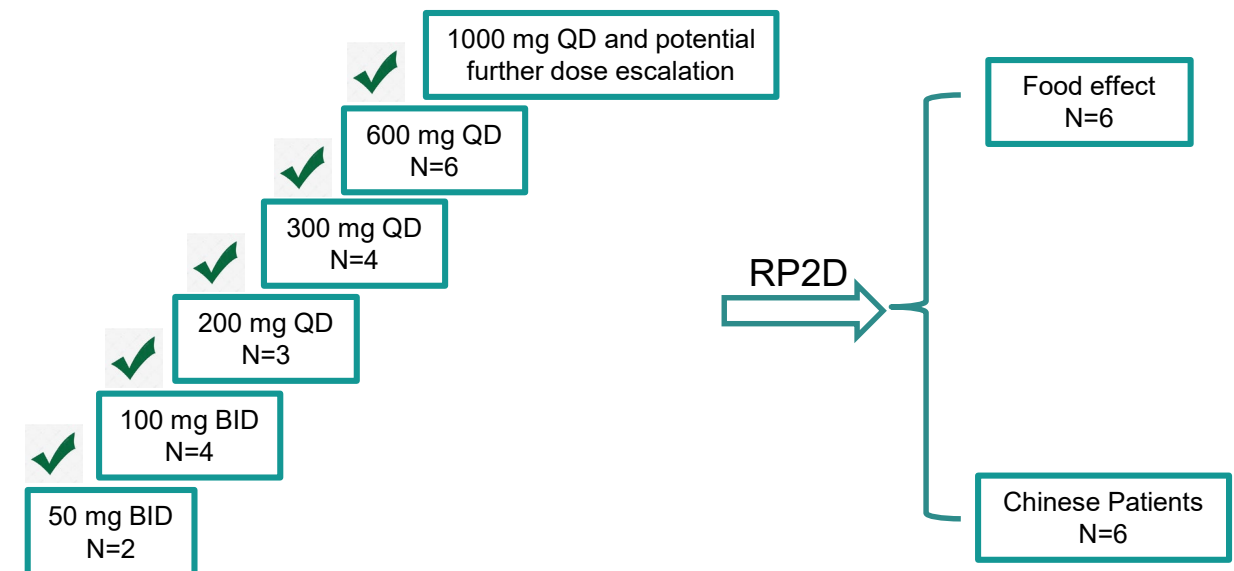 1000 mg QD and potential
further dose escalation
600 mg QD
N=6
300 mg QD
N=4
200 mg QD
N=3
100 mg BID
N=4
50 mg BID
N=2
RP2D
Food effect
N=6
Chinese Patients
N=6